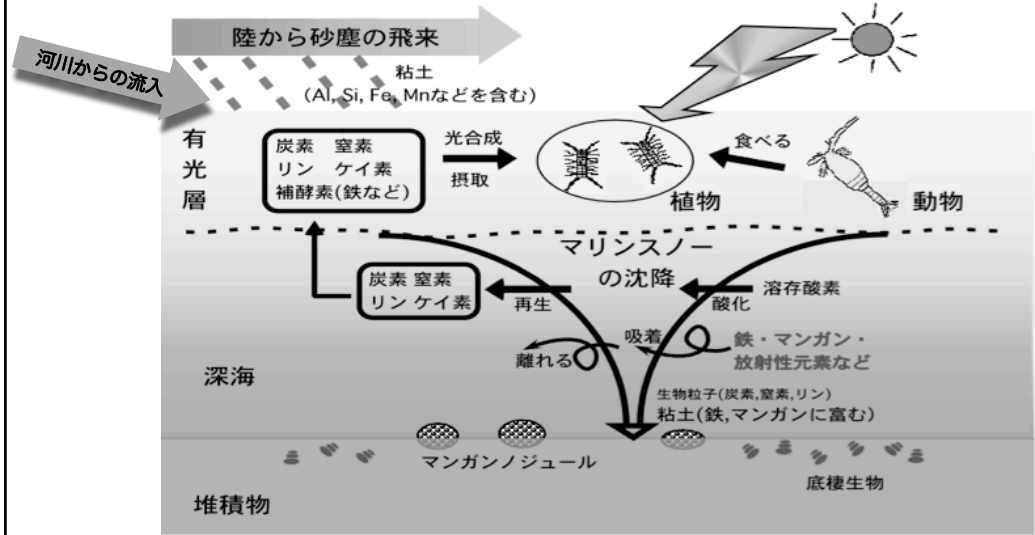 陸から砂塵の飛来
河川からの流入
粘土
(Al, Si, Fe, Mnなどを含む)
有光層
炭素 窒素
リン ケイ素
補酵素(鉄など)
光合成
摂取
植物
食べる
動物
マリンスノー
の沈降
炭素 窒素
リン ケイ素
再生
酸化
溶存酸素
吸着
離れる
鉄・マンガン・
放射性元素など
深海
生物粒子(炭素,窒素,リン)
粘土(鉄,マンガンに富む)
マンガンノジュール
底棲生物
堆積物